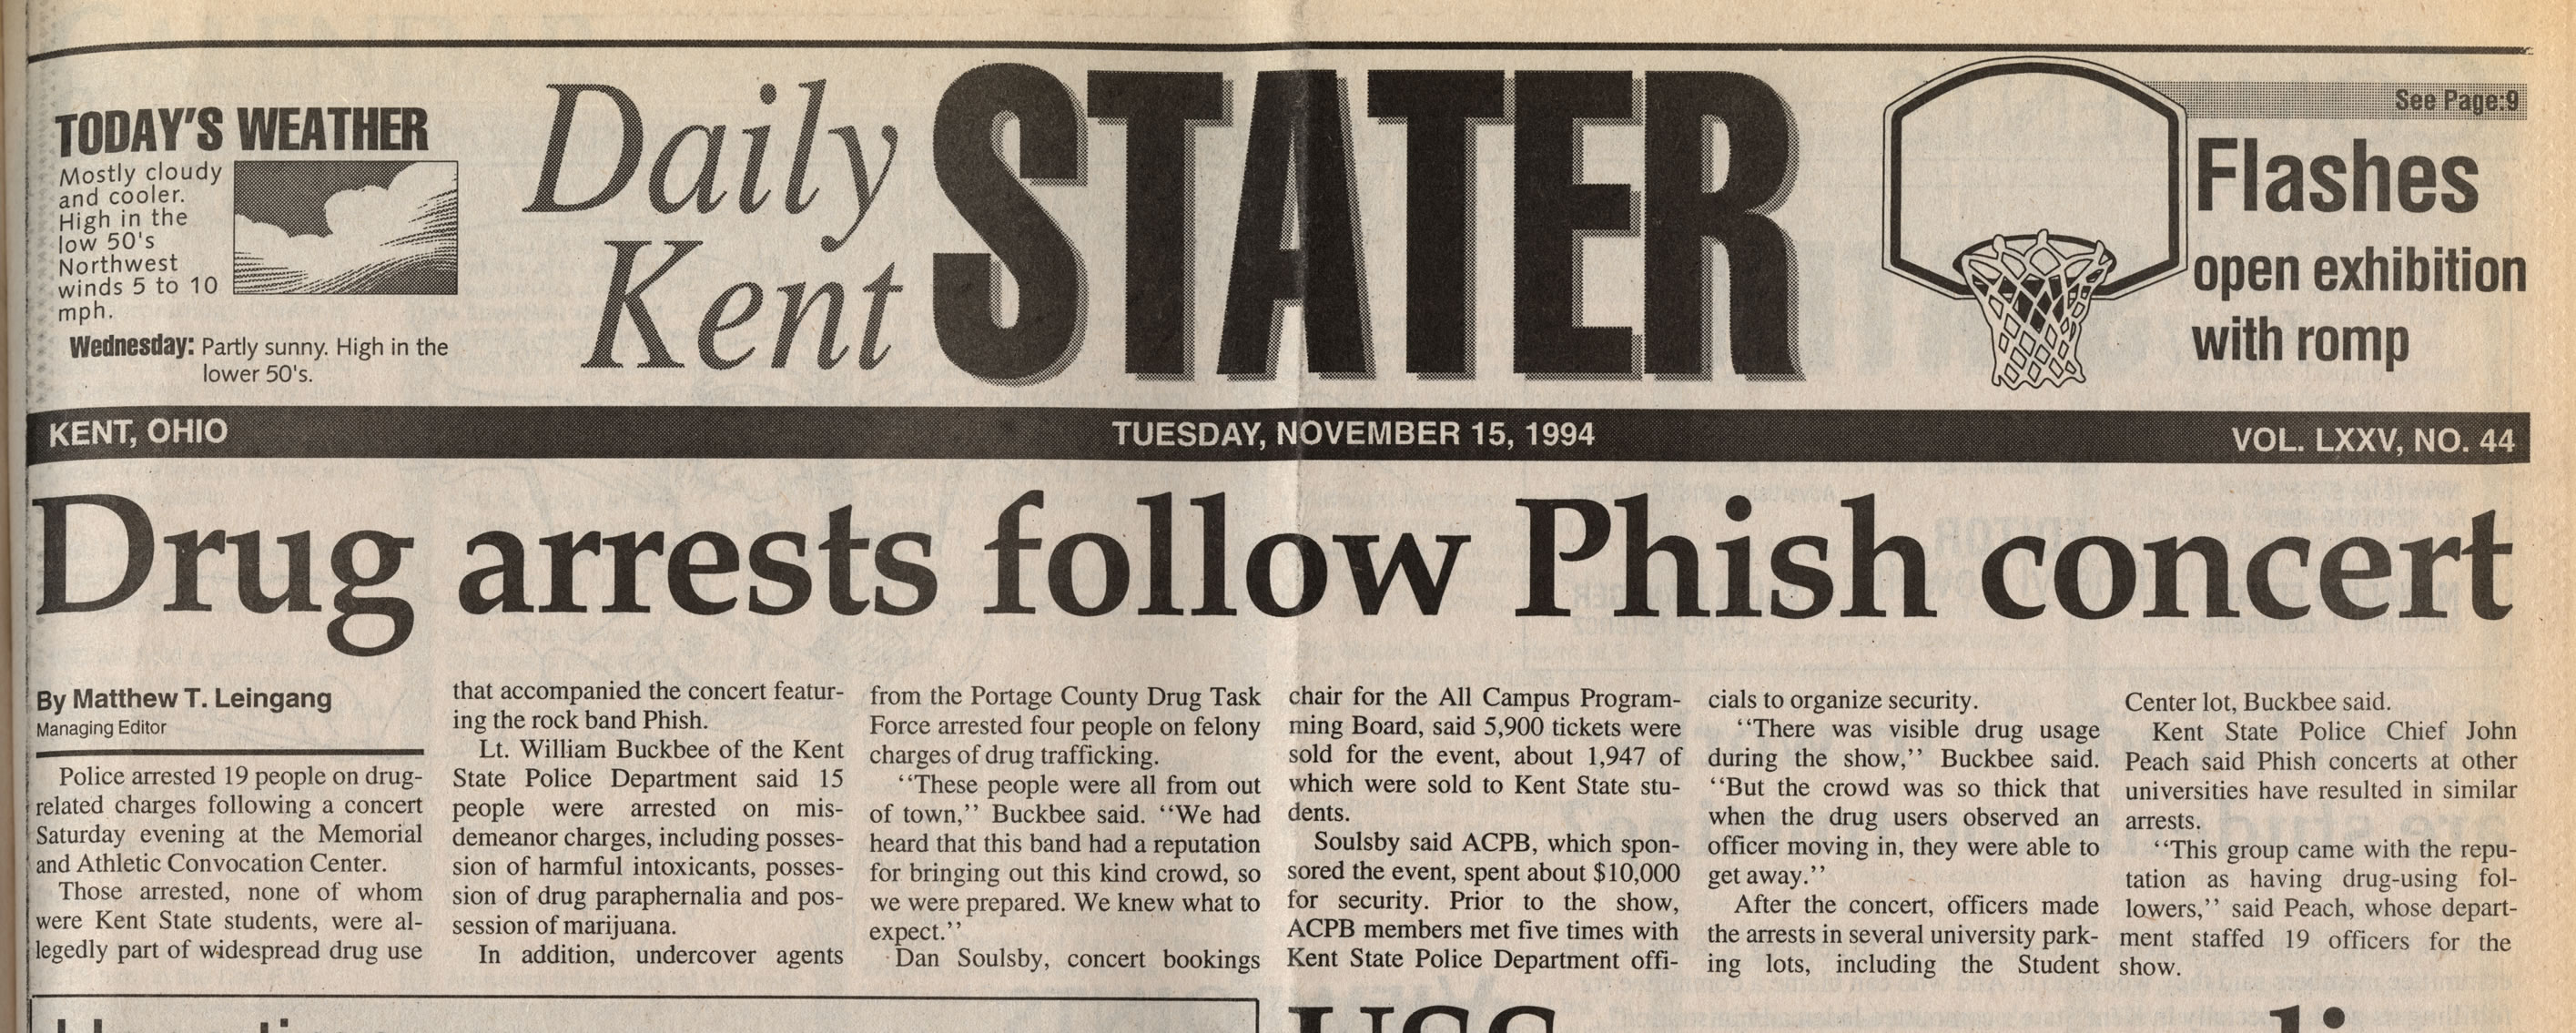 TODAY'S WEATHER
Mostly cloudy
and cooler.
High in the
low 50's
Northwest
winds 5 to 10
mph.
Wednesday: Partly sunny. High in the
lower 50's.
Daily
Kent
STATER
See Page:9
Flashes
open exhibition
with romp
KENT, OHIO
TUESDAY, NOVEMBER 15, 1994
VOL. LXXV, NO. 44
Drug arrests follow Phish concert
By Matthew T. Leingang
Managing Editor
Police arrested 19 people on drug-
related charges following a concert
Saturday evening at the Memorial
and Athletic Convocation Center.
Those arrested, none of whom
were Kent State students, were al-
legedly part of widespread drug use
that accompanied the concert featur-
ing the rock band Phish.
Lt. William Buckbee of the Kent
State Police Department said 15
people were arrested on mis-
demeanor charges, including posses-
sion of harmful intoxicants, posses-
sion of drug paraphernalia and pos-
session of marijuana.
In addition, undercover agents
from the Portage County Drug Task
Force arrested four people on felony
charges of drug trafficking.
‘‘These people were all from out
of town,’’ Buckbee said. ‘‘We had
heard that this band had a reputation
for bringing out this kind crowd, so
we were prepared. We knew what to
expect.’’
Dan Soulsby, concert bookings
chair for the All Campus Program-
ming Board, said 5,900 tickets were
sold for the event, about 1,947 of
which were sold to Kent State stu-
dents.
Soulsby said ACPB, which spon-
sored the event, spent about $10,000
for security. Prior to the show,
ACPB members met five times with
Kent State Police Department offi-
cials to organize security.
‘‘There was visible drug usage
during the show,’’ Buckbee said.
‘‘But the crowd was so thick that
when the drug users observed an
officer moving in, they were able to
get away.’’
After the concert, officers made
the arrests in several university park-
ing lots, including the Student
Center lot, Buckbee said.
Kent State Police Chief John
Peach said Phish concerts at other
universities have resulted in similar
arrests.
‘‘This group came with the repu-
tation as having drug-using fol-
lowers,’’ said Peach, whose depart-
ment staffed 19 officers for the
show.